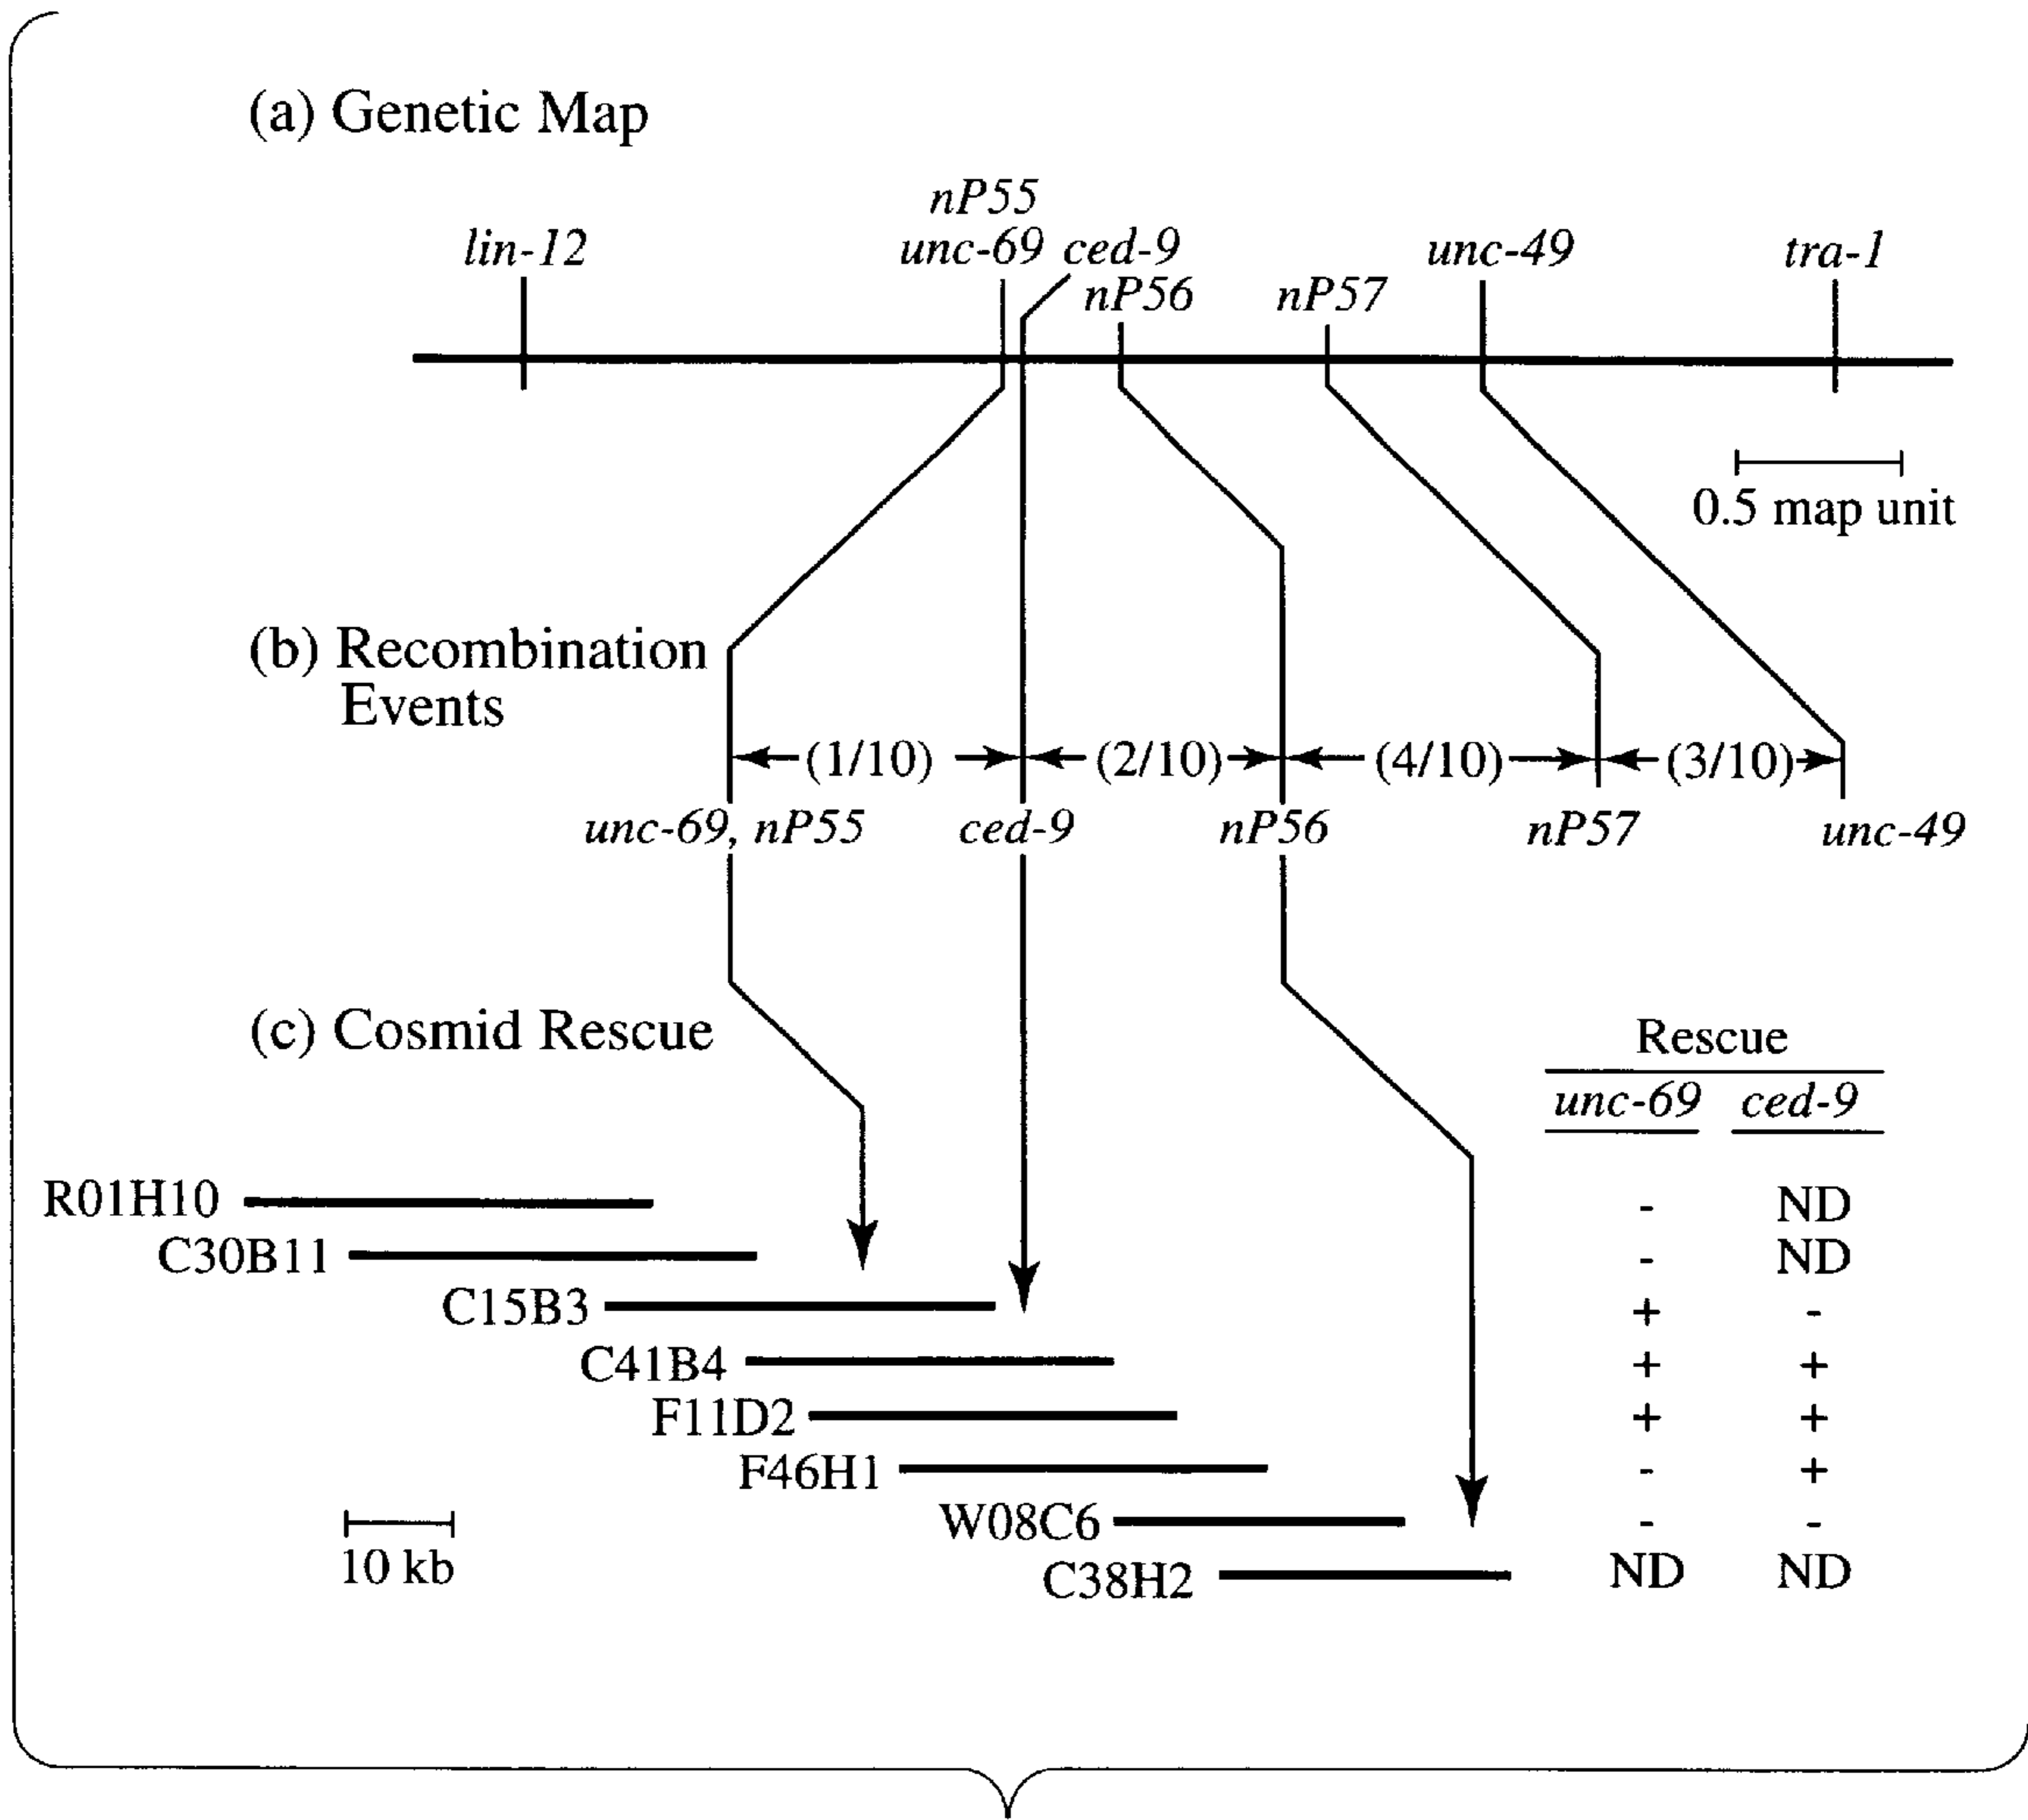 (a) Genetic Map
nP55
lin-12 unc-69 ced-9 unc-49 tra-1
nP56 nP57
0.5 map unit
(b) Recombination
Events
(1/10) (2/10) (4/10) (3/10)
unc-69, nP55 ced-9 nP56 nP57 unc-49
(c) Cosmid Rescue
Rescue
unc-69 ced-9
R01H10 - ND
C30B11 - ND
C15B3 + -
C41B4 + +
F11D2 + +
F46H1 - +
W08C6 - -
10 kb
C38H2 ND ND